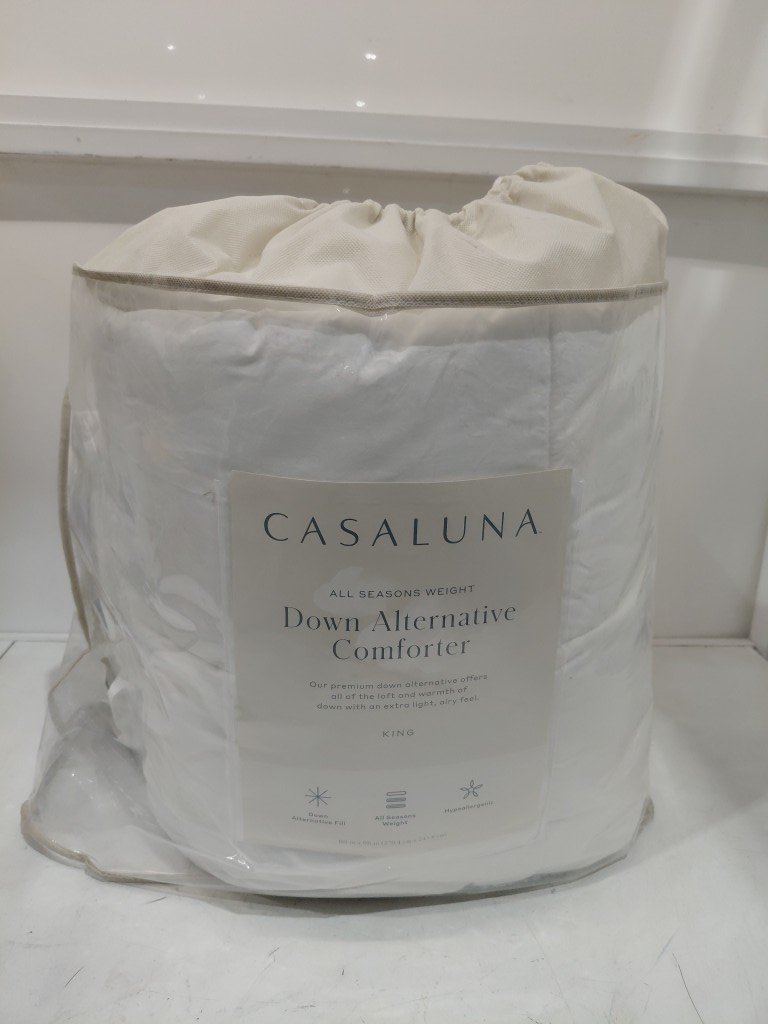 CASALUNA
ALL SEASONS WEIGHT
Down Alternative
Comforter
Our premium down alternative offers
all of the loft and warmth of
down with an extra light, airy feel.
KING
Down
Alternative Fill
All Seasons
Weight
Hypoallergenic